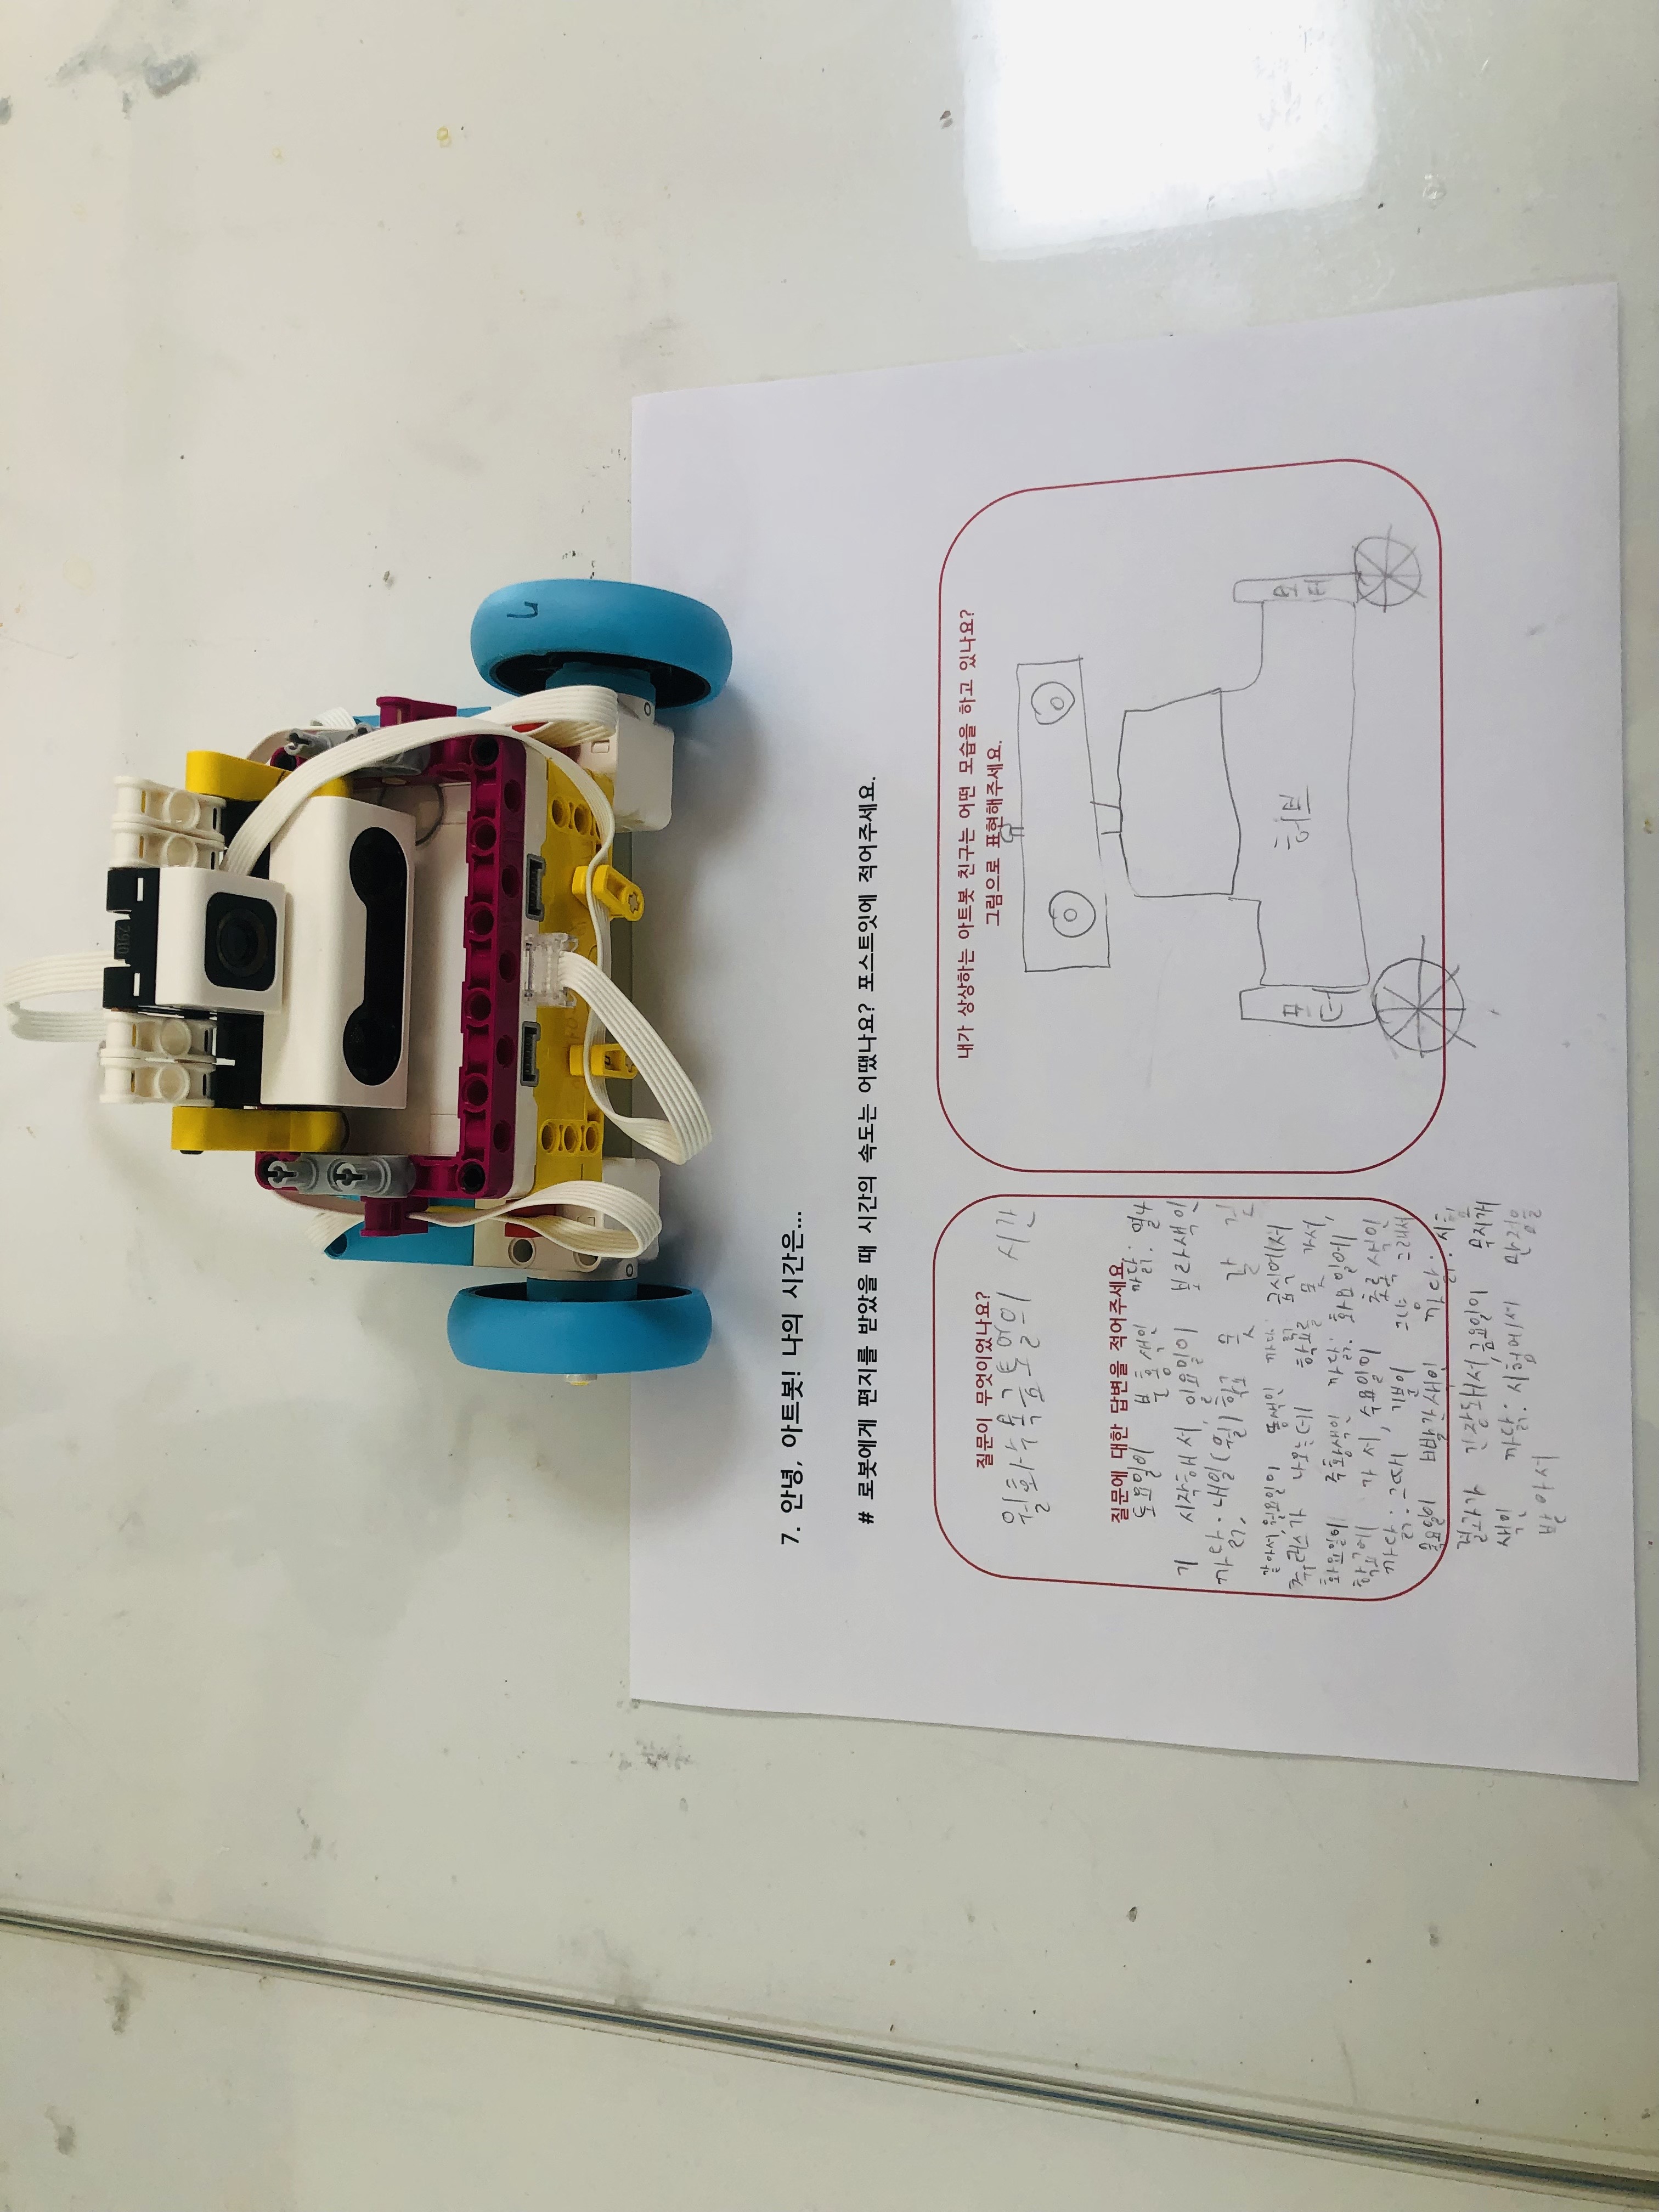 7. 안녕, 아트봇! 나의 시간은...
# 로봇에게 편지를 받았을 때 시간의 속도는 어땠나요? 포스트잇에 적어주세요.
질문이 무엇이었나요?
월화수목금토일의 시간
질문에 대한 답변을 적어주세요.
토요일이 분홍색인 까닭: 열나
기 시작해서, 일요일이 보라색인
까닭: 내일(월) 학교 못 갈 것
같아서, 월요일이 똥색인 까닭: 급식에서
츄러스가 나오는데 학교를 못 가서,
화요일이 주황색인 까닭: 화요일에
학교에 가서, 수요일이 초록색인
까닭: 그때 기분이 그냥 그래서
목요일이 빨간색인 까닭: 시험
결과가 긴장돼서, 금요일이 무지개
색인 까닭: 시험에서 만점을
받아서
내가 상상하는 아트봇 친구는 어떤 모습을 하고 있나요?
그림으로 표현해주세요.
모터
허브
모터